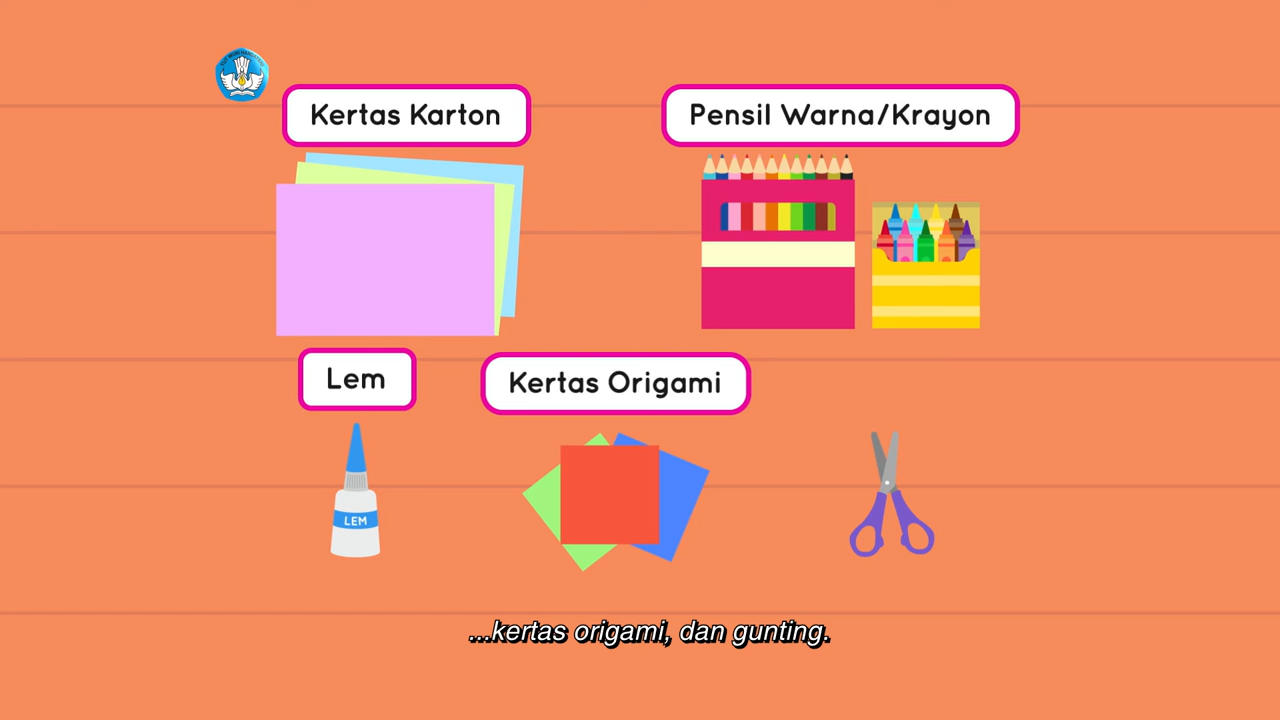 Kertas Karton
Pensil Warna/Krayon
Lem
Kertas Origami
LEM
...kertas origami, dan gunting.